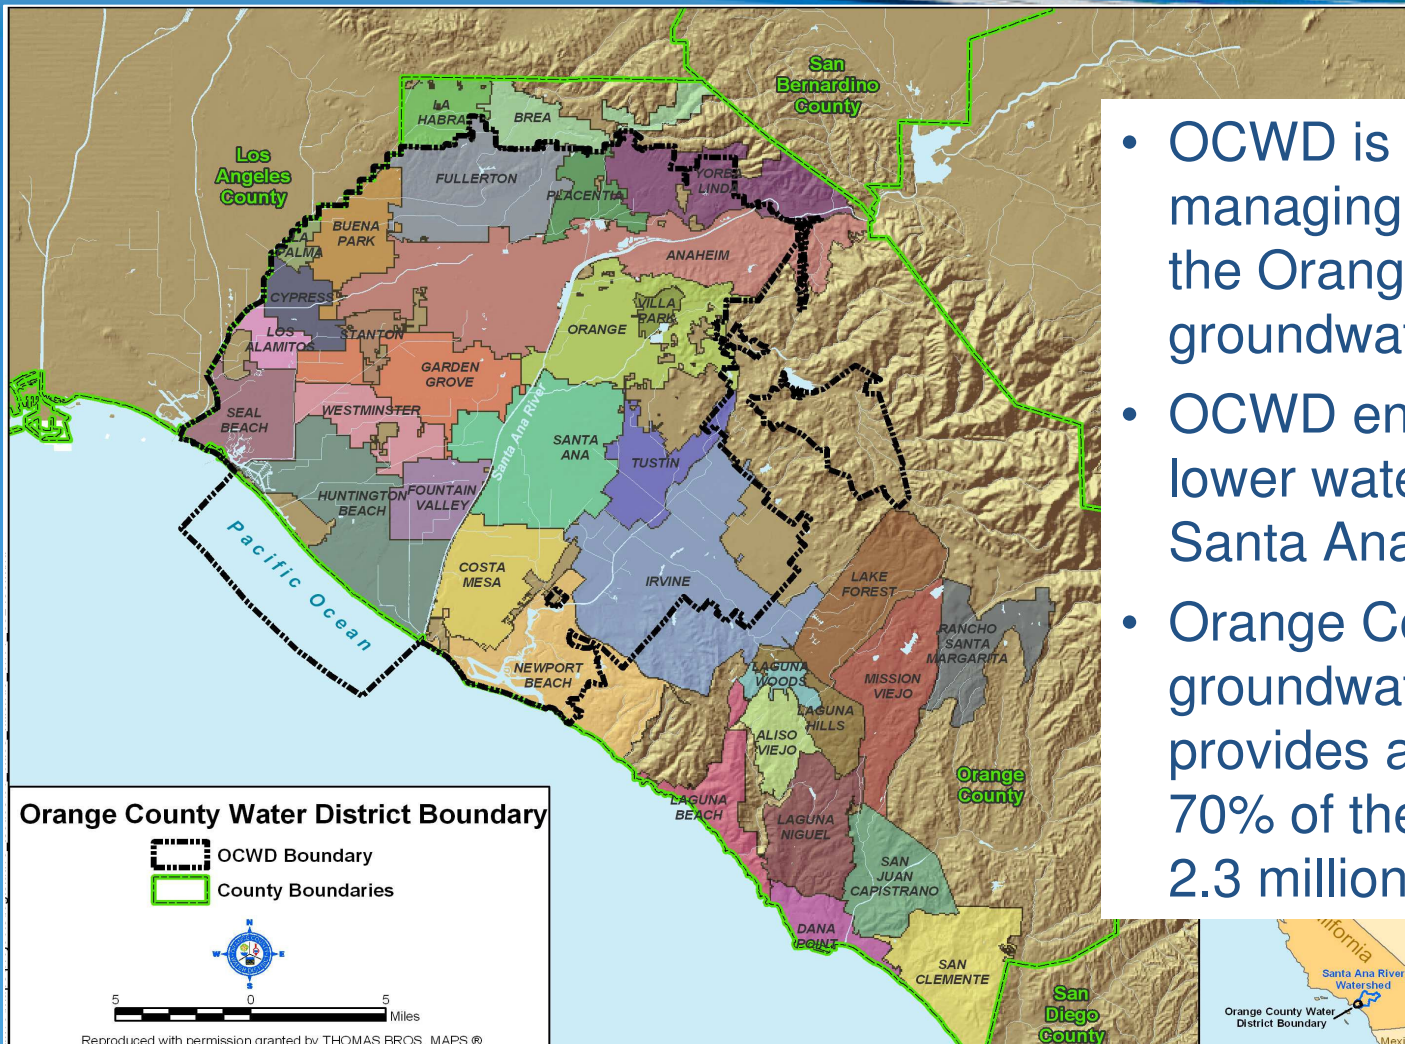 San
Bernardino
County
LA
HABRA
BREA
Los
Angeles
County
FULLERTON
PLACENTIA
YORBA
LINDA
BUENA
PARK
LA
PALMA
ANAHEIM
CYPRESS
VILLA
PARK
LOS
ALAMITOS
STANTON
ORANGE
GARDEN
GROVE
SEAL
BEACH
WESTMINSTER
Santa Ana River
SANTA
ANA
TUSTIN
HUNTINGTON
BEACH
FOUNTAIN
VALLEY
Pacific Ocean
COSTA
MESA
IRVINE
LAKE
FOREST
RANCHO
SANTA
MARGARITA
NEWPORT
BEACH
LAGUNA
WOODS
MISSION
VIEJO
LAGUNA
HILLS
ALISO
VIEJO
Orange
County
LAGUNA
BEACH
LAGUNA
NIGUEL
SAN
JUAN
CAPISTRANO
DANA
POINT
SAN
CLEMENTE
San
Diego
County
Orange County Water District Boundary
OCWD Boundary
County Boundaries
N
W E
S
5 0 5
Miles
Reproduced with permission granted by THOMAS BROS. MAPS ®
• OCWD is
managing
the Orang
groundwat
• OCWD en
lower wate
Santa Ana
• Orange Co
groundwat
provides a
70% of the
2.3 million
California
Santa Ana River
Watershed
Orange County Water
District Boundary
Mexi